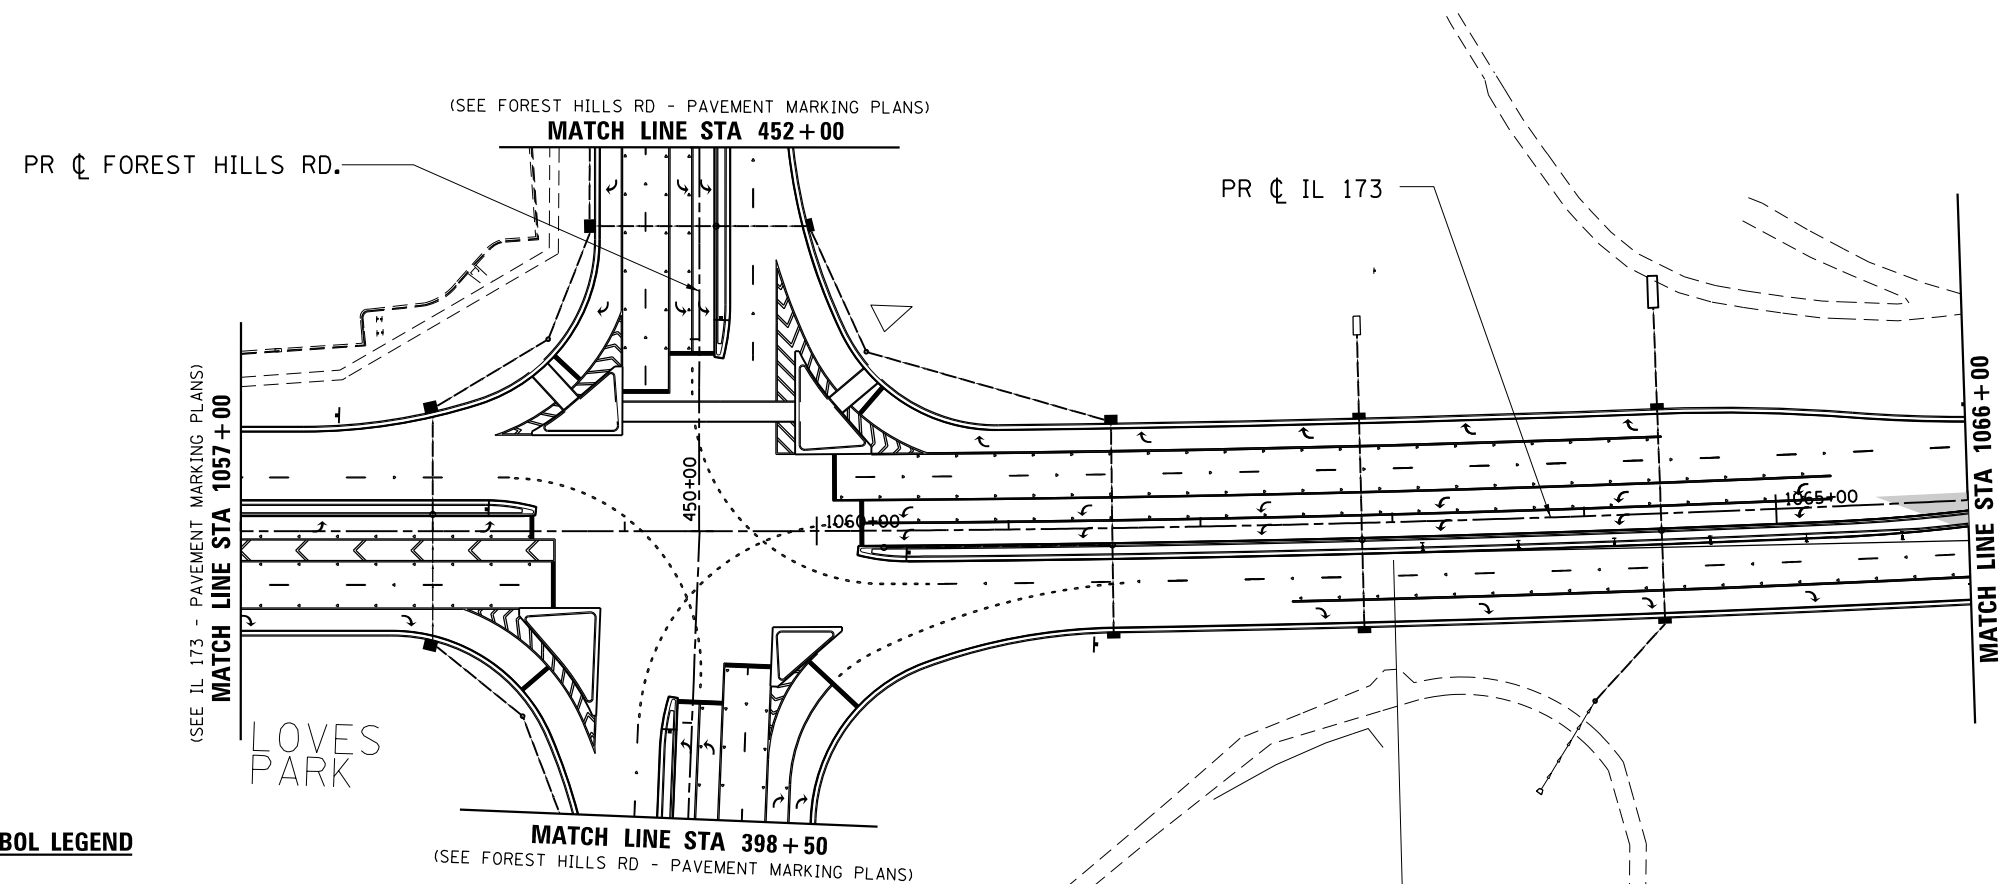 (SEE FOREST HILLS RD - PAVEMENT MARKING PLANS)
MATCH LINE STA 452+00
PR ℄ FOREST HILLS RD.
PR ℄ IL 173
(SEE IL 173 - PAVEMENT MARKING PLANS)
MATCH LINE STA 1057+00
450+00
1060+00
1065+00
MATCH LINE STA 1066+00
LOVES
PARK
MATCH LINE STA 398+50
(SEE FOREST HILLS RD - PAVEMENT MARKING PLANS)
BOL LEGEND